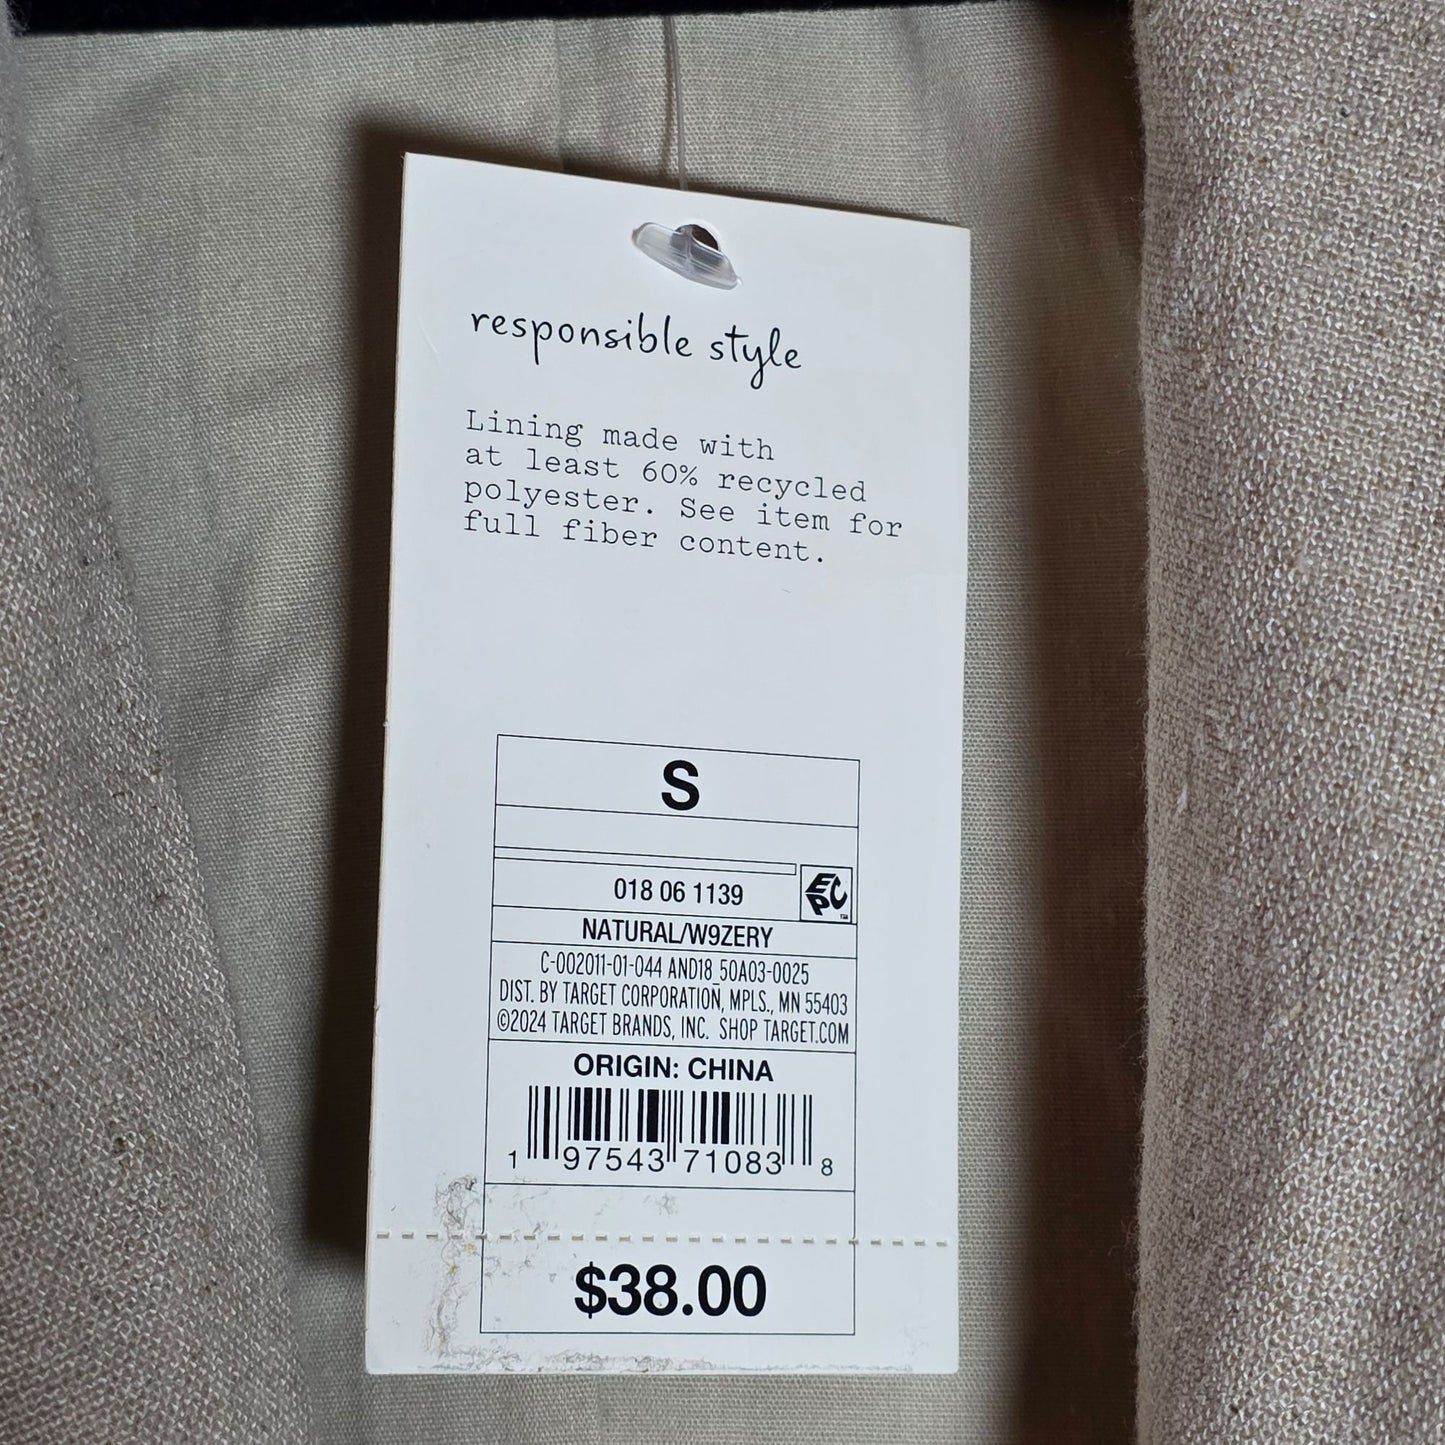 responsible style
Lining made with
at least 60% recycled
polyester. See item for
full fiber content.
S
018 06 1139
EPC™
NATURAL/W9ZERY
C-002011-01-044 AND18_50A03-0025
DIST. BY TARGET CORPORATION, MPLS., MN 55403
©2024 TARGET BRANDS, INC. SHOP TARGET.COM
ORIGIN: CHINA
1 97543 71083 8
$38.00